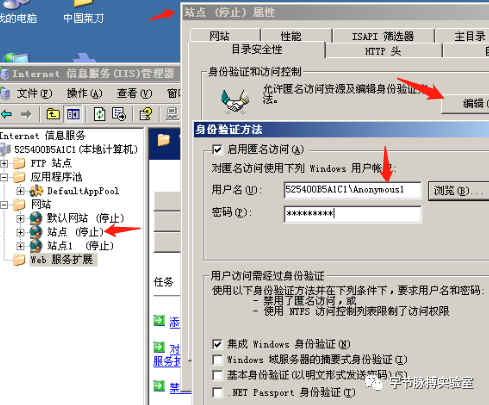 找的电脑
中国菜刀
站点 (停止) 属性
网站
性能
ISAPI 筛选器
主目录
目录安全性
HTTP 头
身份验证和访问控制
允许匿名访问资源及编辑身份验证方法。
编辑(
Internet 信息服务(IIS)管理器
文件(F)
操作(A)
查看(V)
窗
Internet 信息服务
525400B5A1C1 (本地计算机)
FTP 站点
应用程序池
DefaultAppPool
网站
默认网站 (停止)
站点 (停止)
站点1 (停止)
Web 服务扩展
任务
添
对
服务扩
禁
身份验证方法
启用匿名访问(A)
对匿名访问使用下列 Windows 用户帐
用户名(U):
525400B5A1C1\Anonymous1
浏览(B)...
密码(P):
*********
用户访问需经过身份验证
使用以下身份验证方法并在下列条件下，要求用户名和密码:
- 禁用了匿名访问，或
- 使用 NTFS 访问控制列表限制了访问权限
集成 Windows 身份验证(N)
Windows 域服务器的摘要式身份验证(I)
基本身份验证(以明文形式发送密码)(S)
.NET Passport 身份验证(T)
字节脉搏实验室